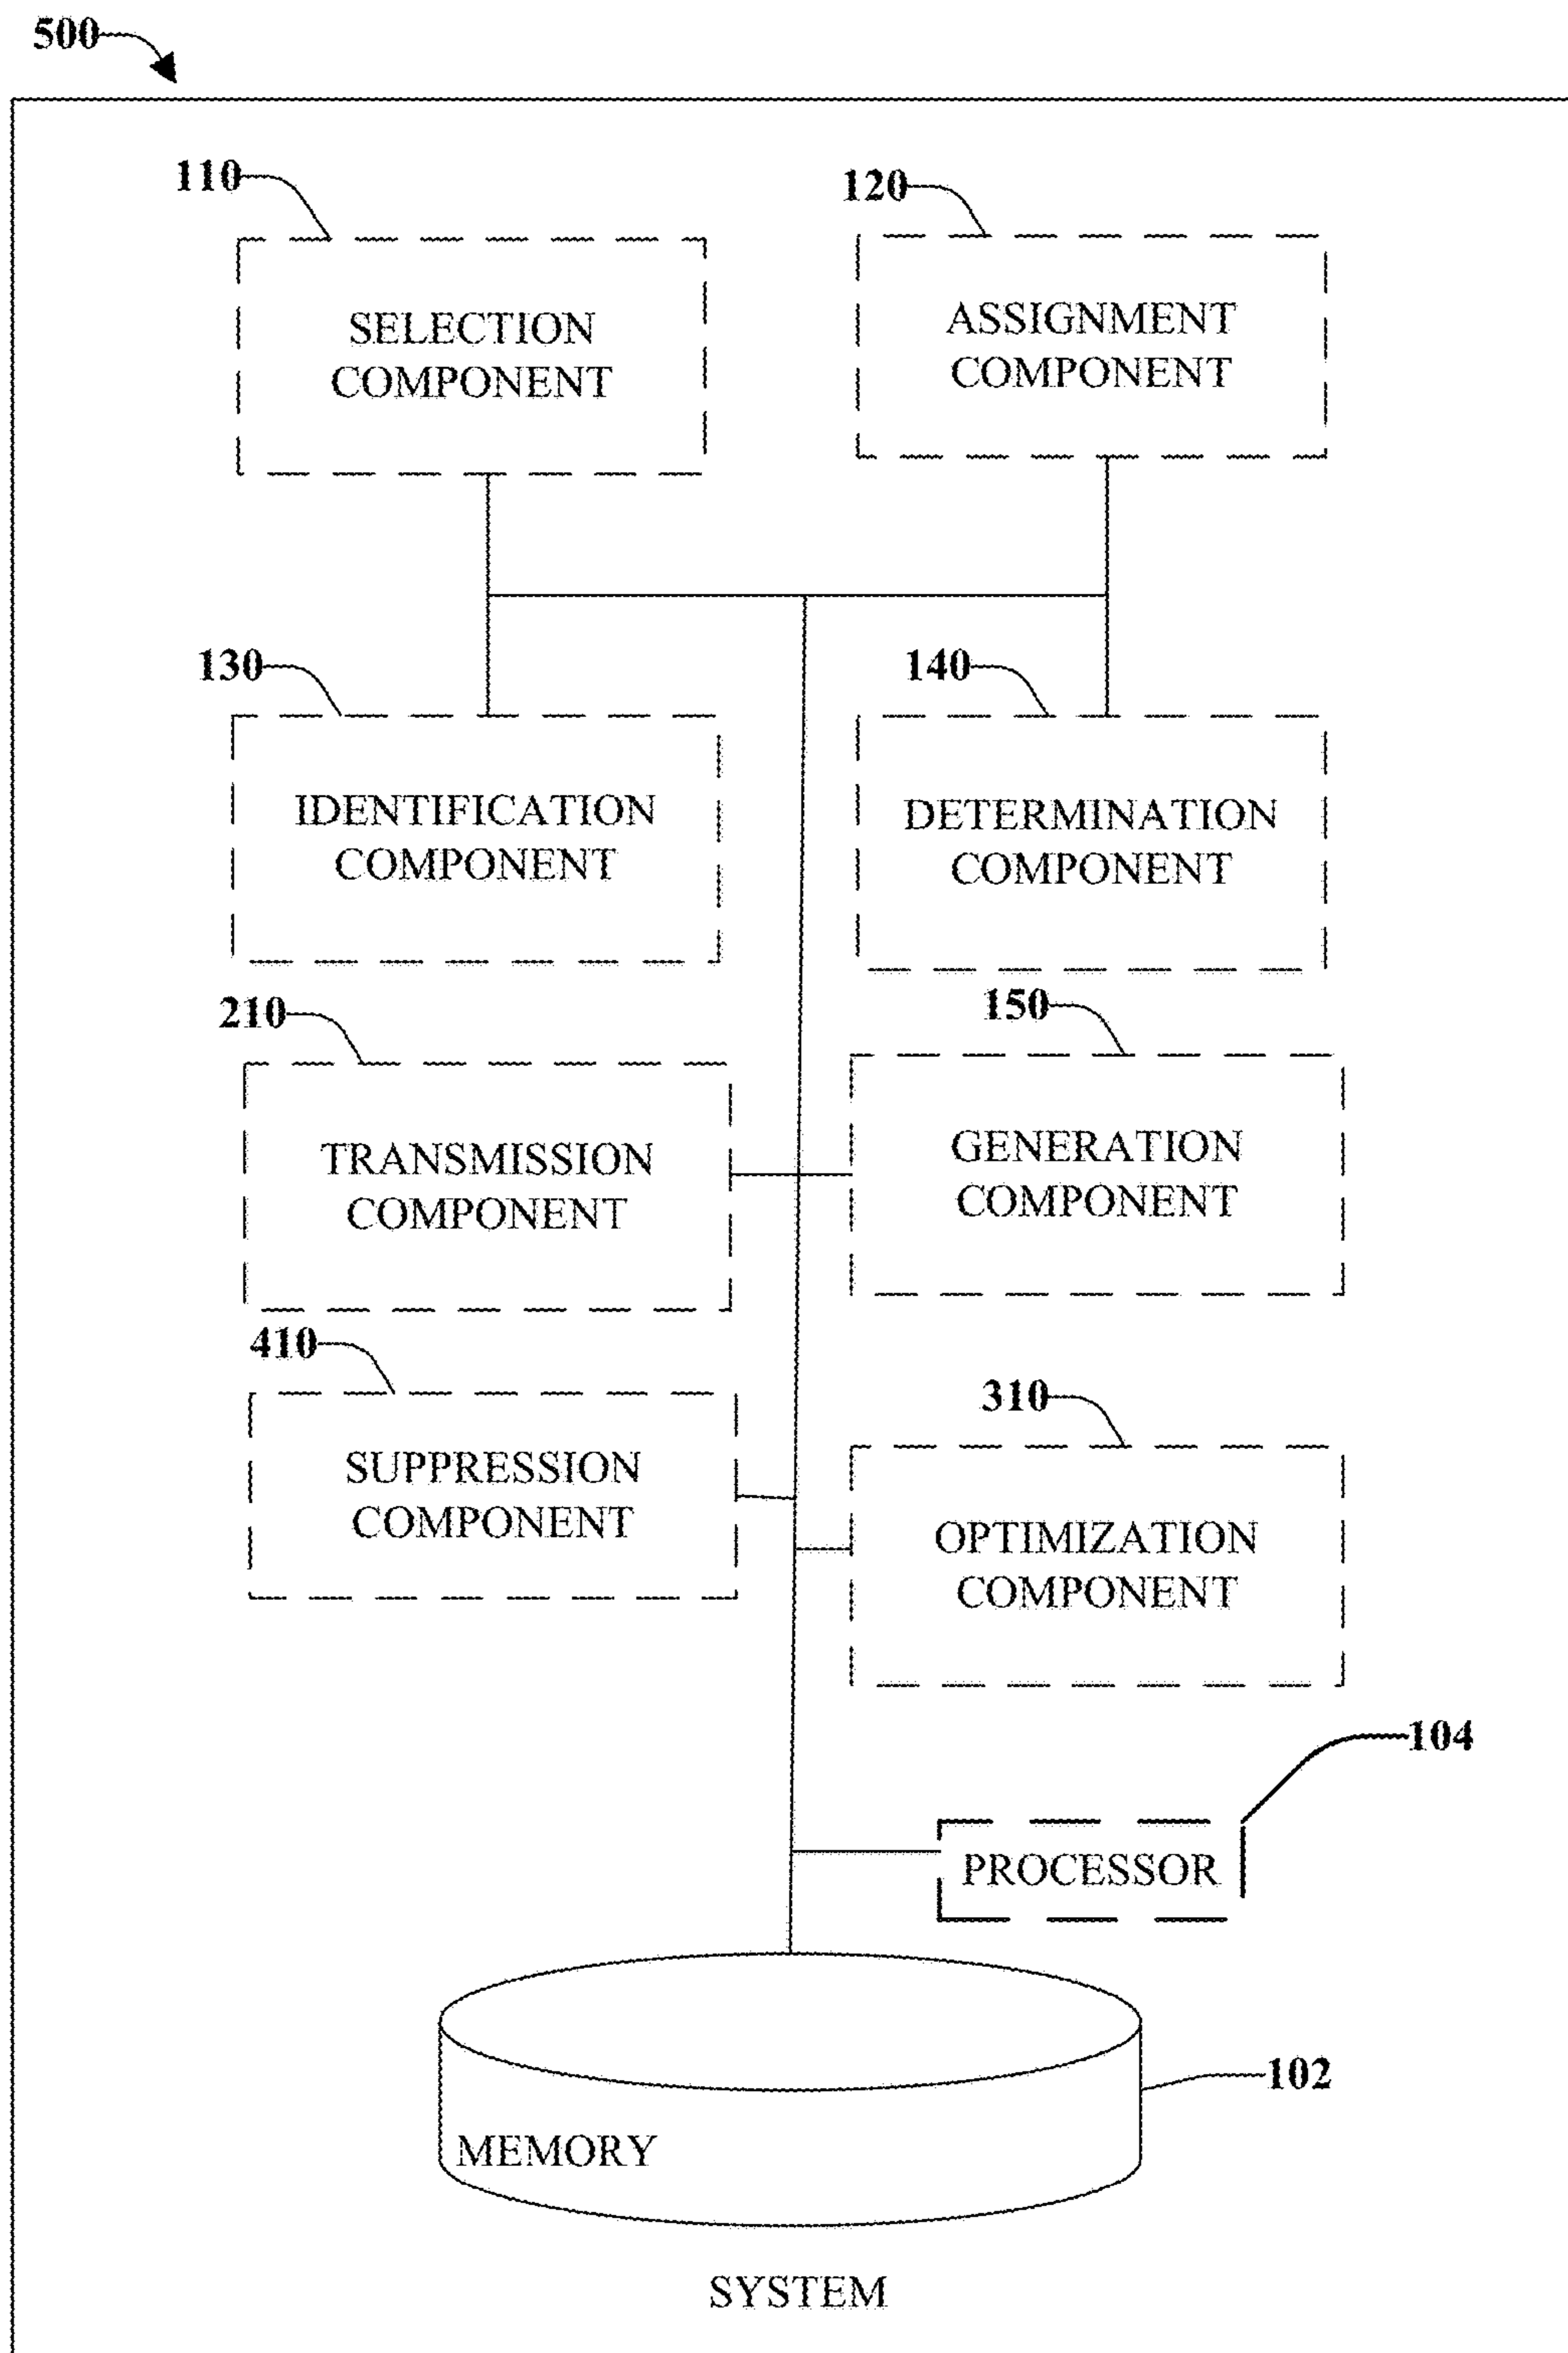 500
110
120
SELECTION
COMPONENT
ASSIGNMENT
COMPONENT
130
140
IDENTIFICATION
COMPONENT
DETERMINATION
COMPONENT
210
150
TRANSMISSION
COMPONENT
GENERATION
COMPONENT
410
310
SUPPRESSION
COMPONENT
OPTIMIZATION
COMPONENT
104
PROCESSOR
102
MEMORY
SYSTEM